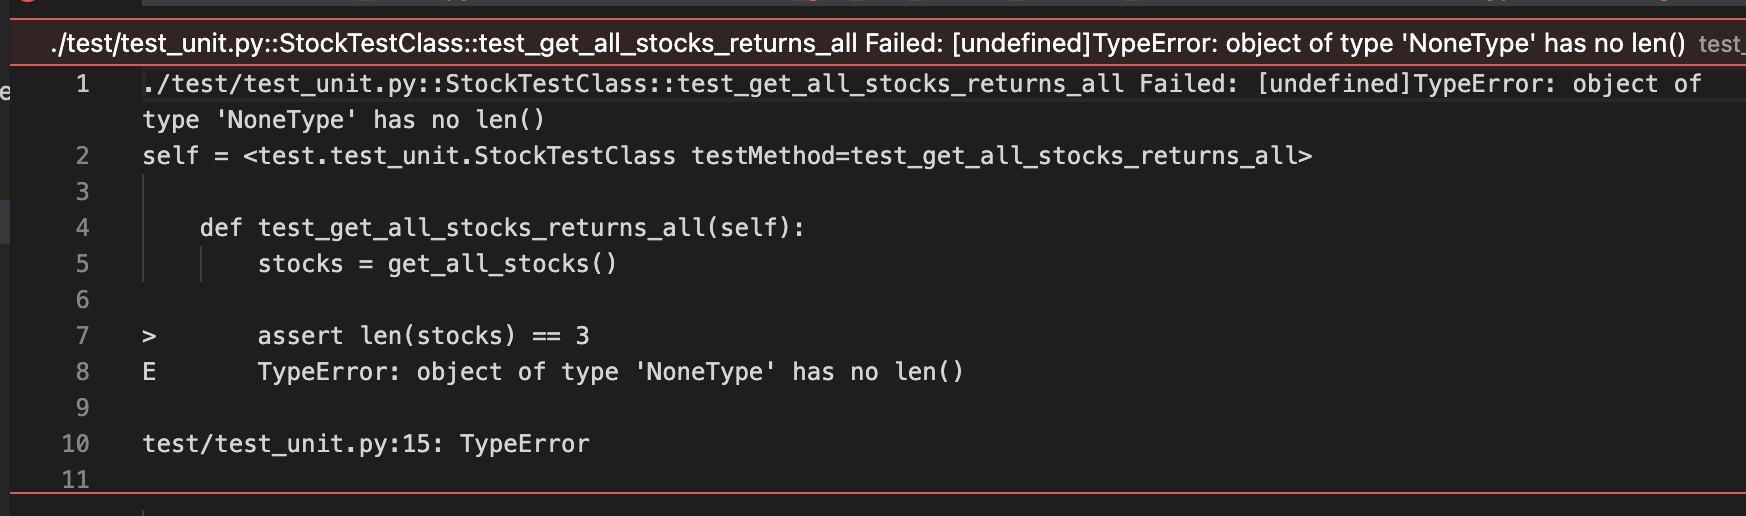 ./test/test_unit.py::StockTestClass::test_get_all_stocks_returns_all Failed: [undefined]TypeError: object of type 'NoneType' has no len() test_
1 ./test/test_unit.py::StockTestClass::test_get_all_stocks_returns_all Failed: [undefined]TypeError: object of
type 'NoneType' has no len()
2 self = <test.test_unit.StockTestClass testMethod=test_get_all_stocks_returns_all>
3
4 def test_get_all_stocks_returns_all(self):
5 stocks = get_all_stocks()
6
7 > assert len(stocks) == 3
8 E TypeError: object of type 'NoneType' has no len()
9
10 test/test_unit.py:15: TypeError
11